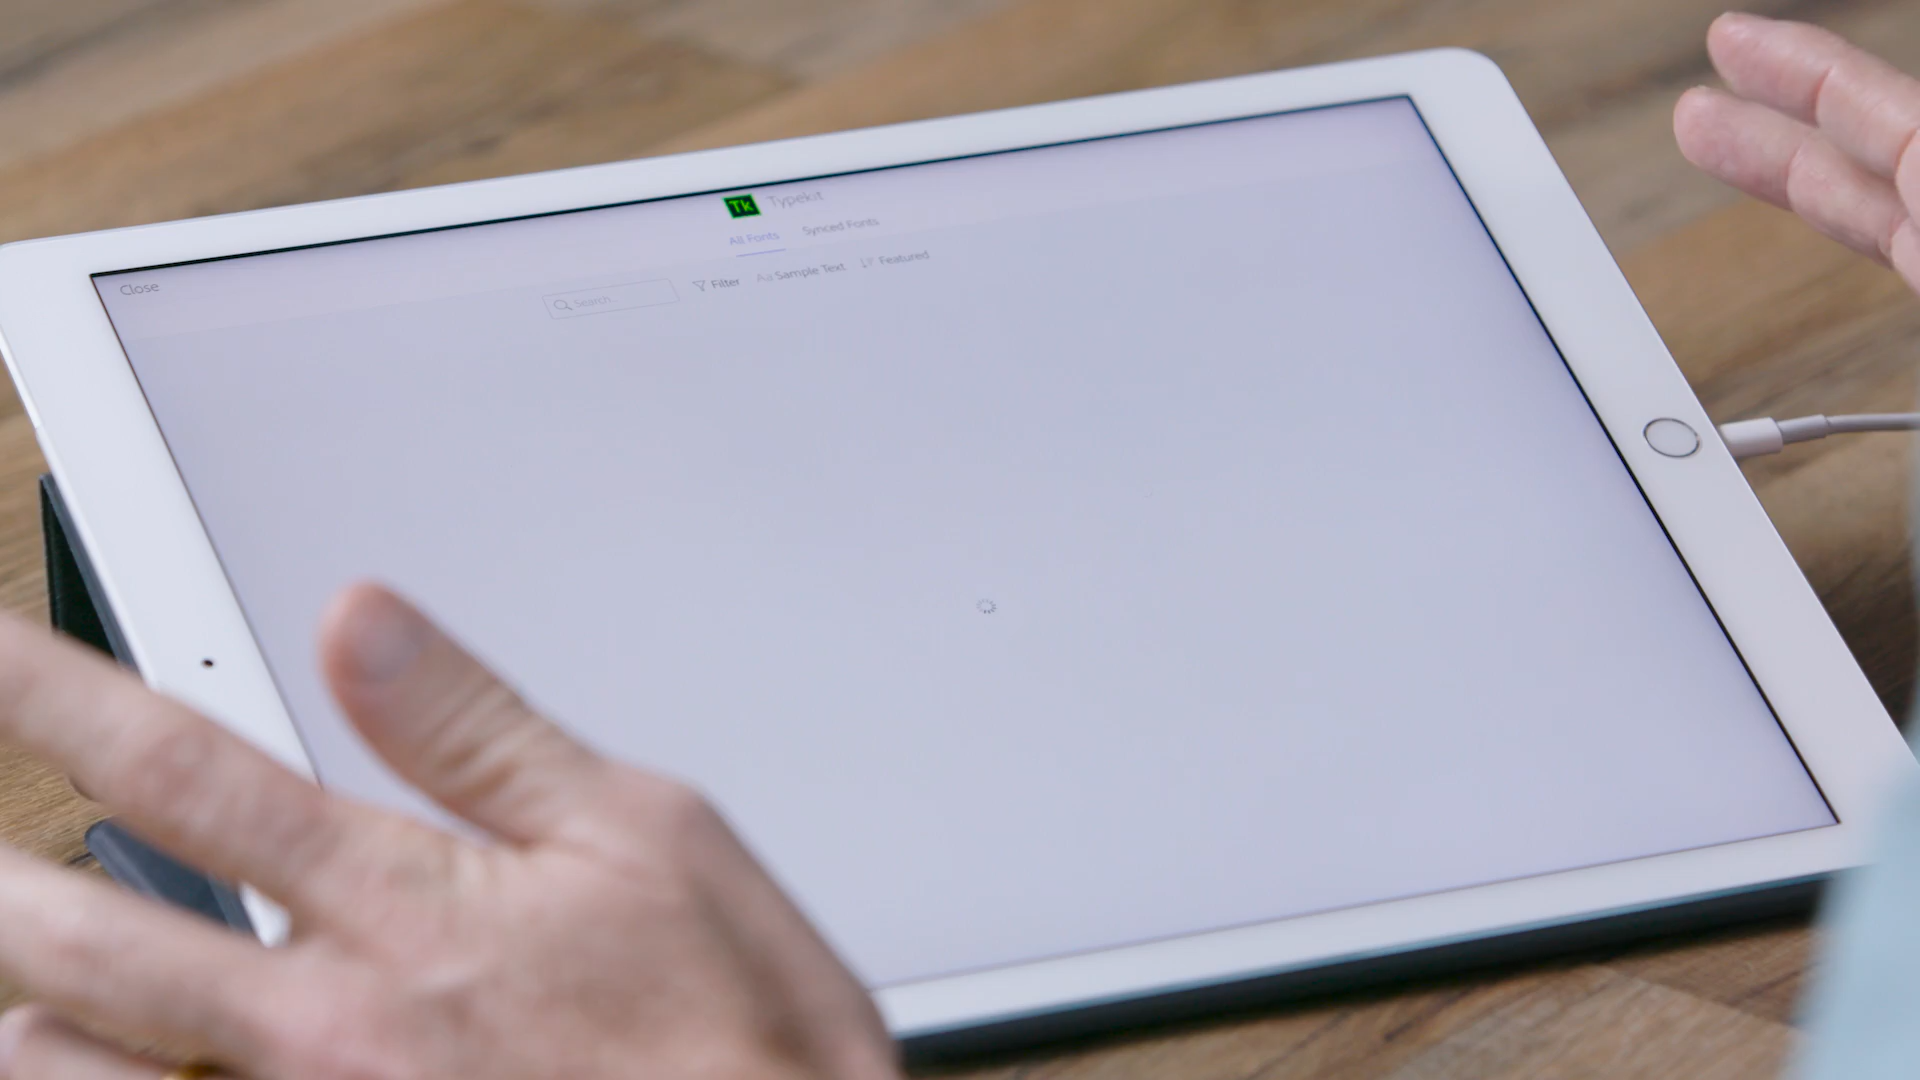 Tk Typekit
All Fonts Synced Fonts
Close
Search... Filter Aa Sample Text Featured